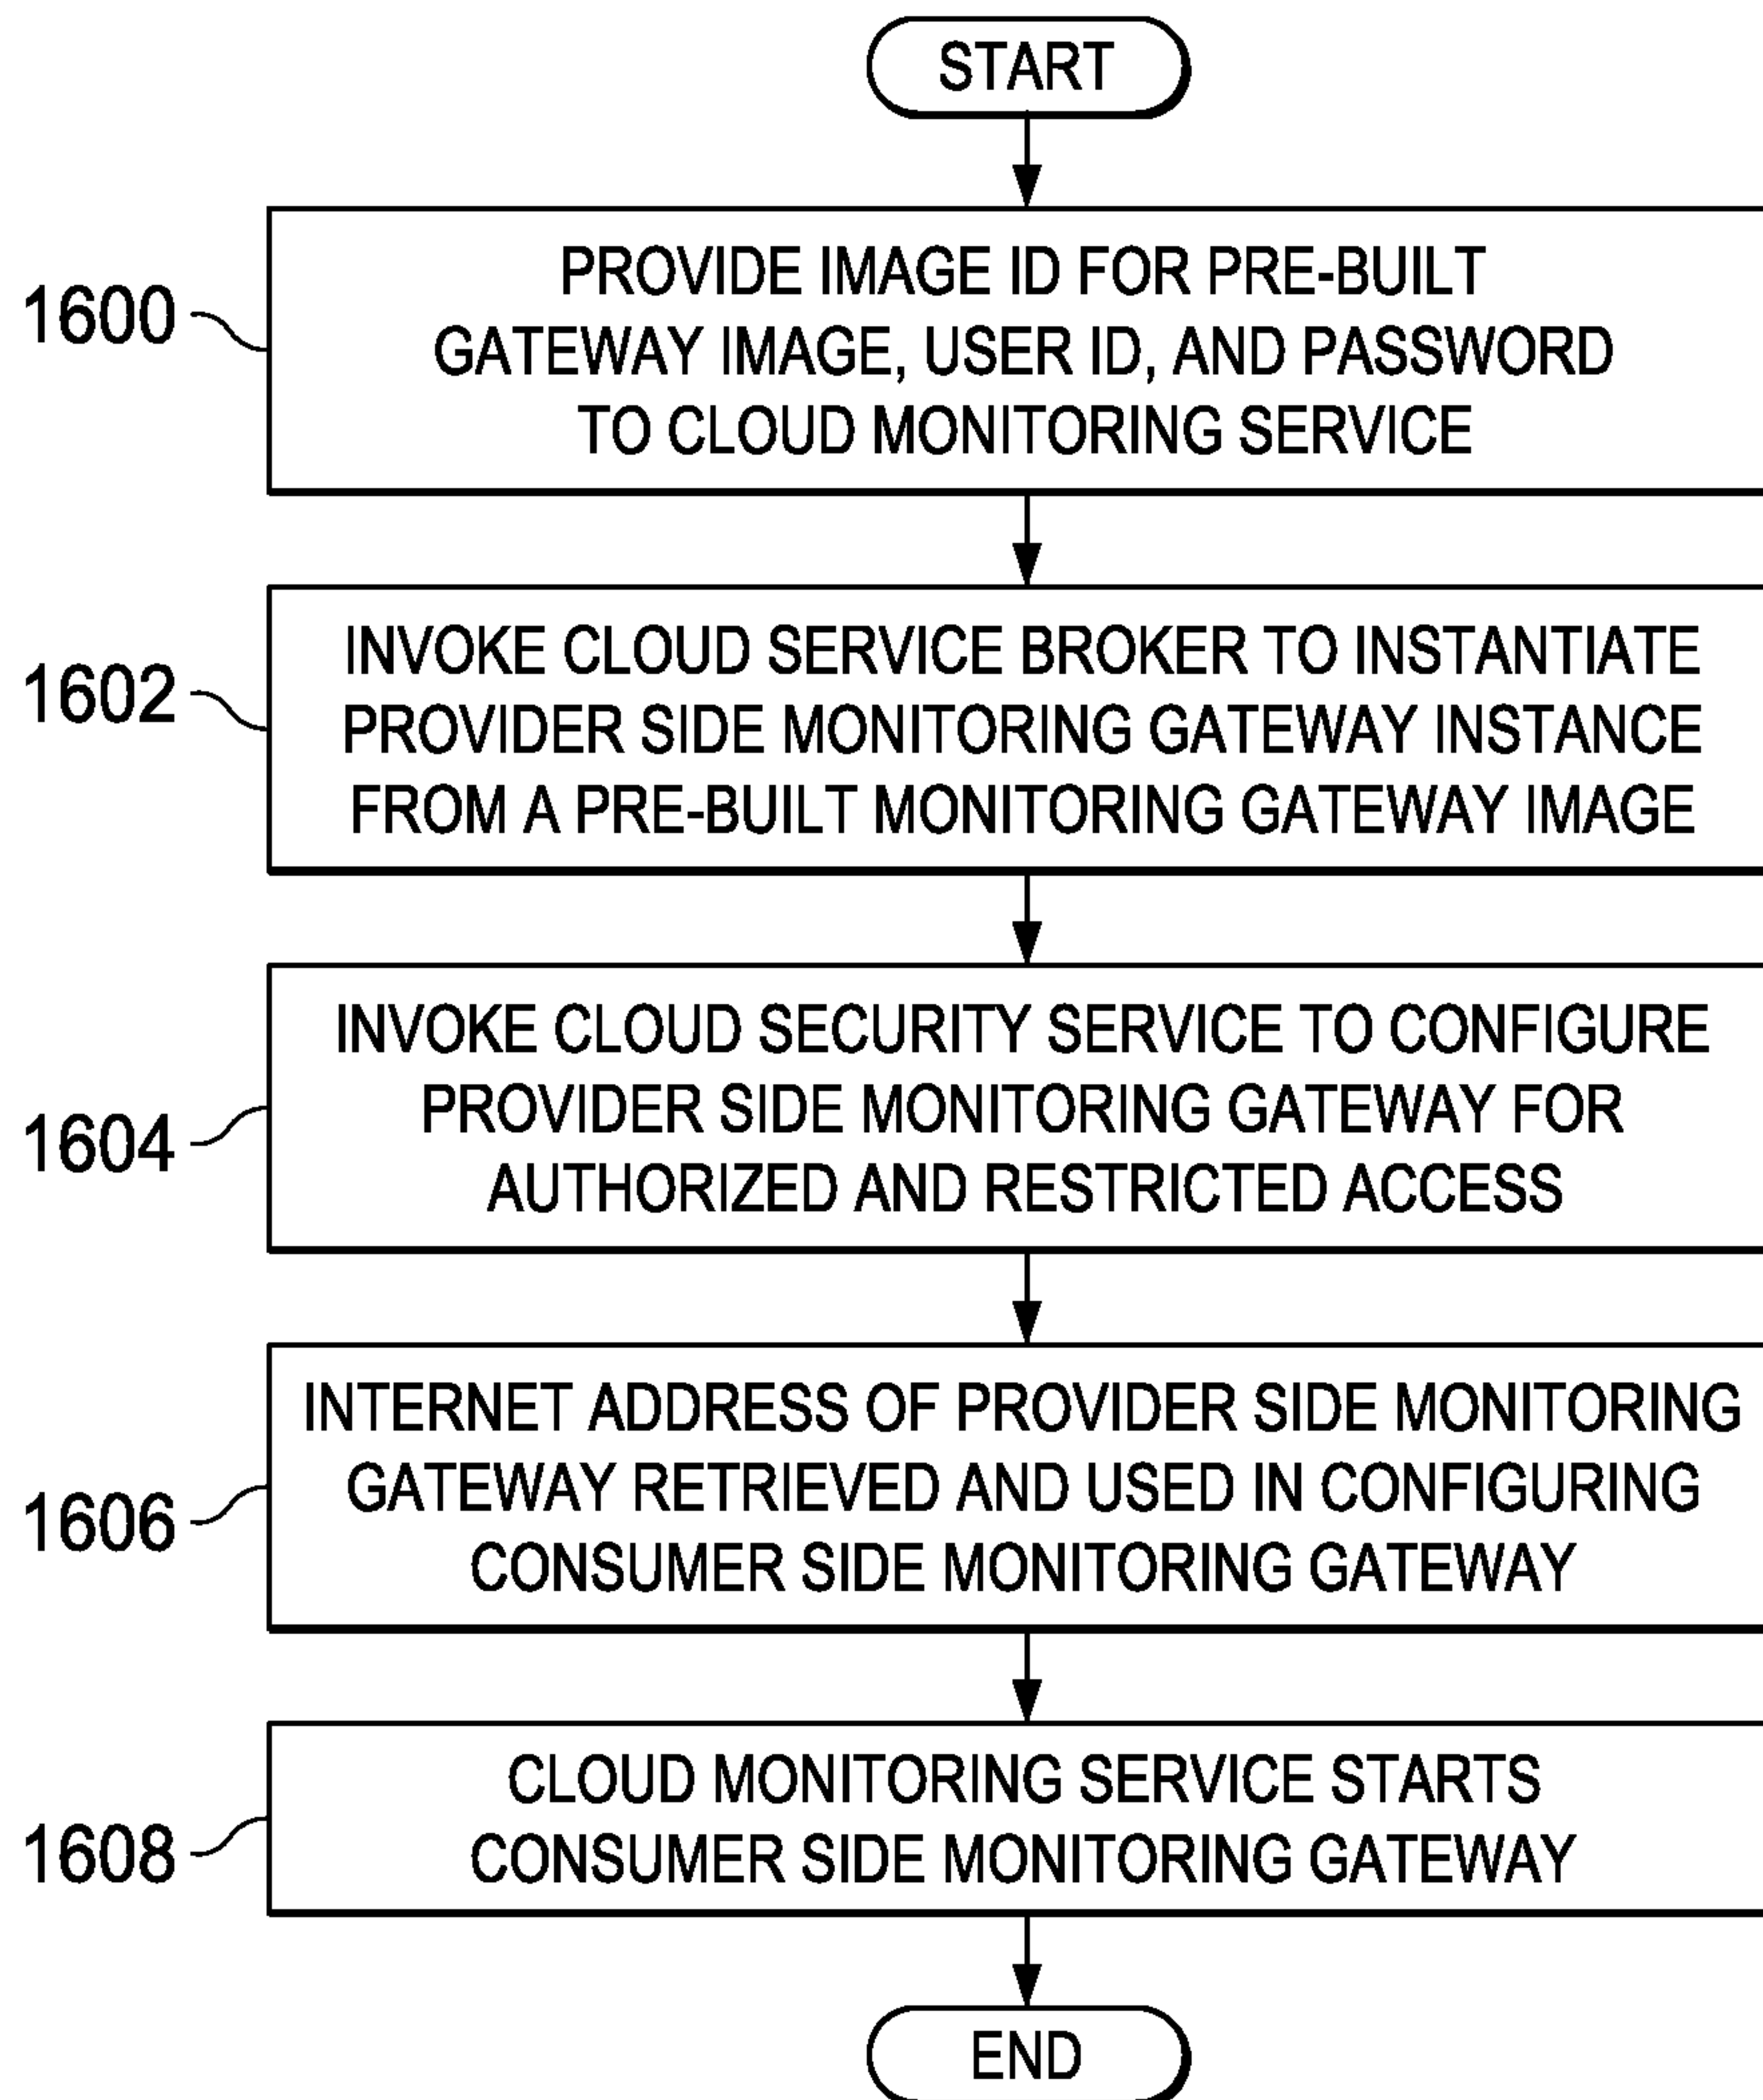 START
1600
PROVIDE IMAGE ID FOR PRE-BUILT
GATEWAY IMAGE, USER ID, AND PASSWORD
TO CLOUD MONITORING SERVICE
1602
INVOKE CLOUD SERVICE BROKER TO INSTANTIATE
PROVIDER SIDE MONITORING GATEWAY INSTANCE
FROM A PRE-BUILT MONITORING GATEWAY IMAGE
1604
INVOKE CLOUD SECURITY SERVICE TO CONFIGURE
PROVIDER SIDE MONITORING GATEWAY FOR
AUTHORIZED AND RESTRICTED ACCESS
1606
INTERNET ADDRESS OF PROVIDER SIDE MONITORING
GATEWAY RETRIEVED AND USED IN CONFIGURING
CONSUMER SIDE MONITORING GATEWAY
1608
CLOUD MONITORING SERVICE STARTS
CONSUMER SIDE MONITORING GATEWAY
END